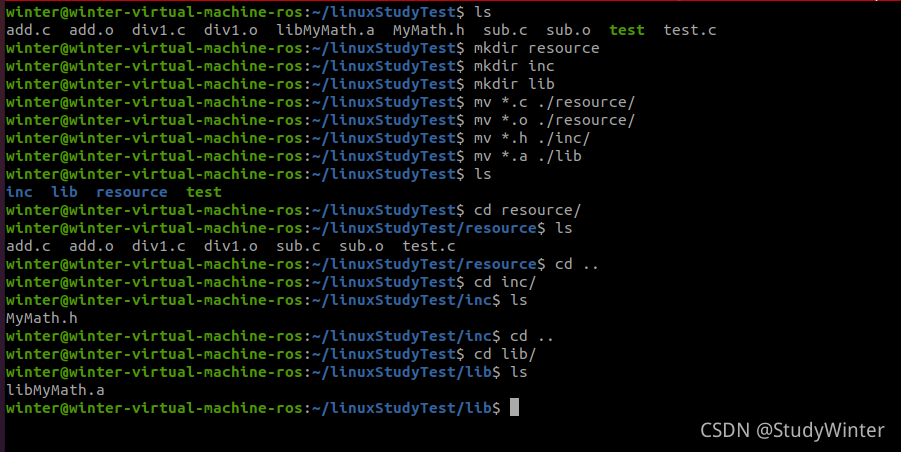 winter@winter-virtual-machine-ros:~/linuxStudyTest$ ls
add.c  add.o  div1.c  div1.o  libMyMath.a  MyMath.h  sub.c  sub.o  test  test.c
winter@winter-virtual-machine-ros:~/linuxStudyTest$ mkdir resource
winter@winter-virtual-machine-ros:~/linuxStudyTest$ mkdir inc
winter@winter-virtual-machine-ros:~/linuxStudyTest$ mkdir lib
winter@winter-virtual-machine-ros:~/linuxStudyTest$ mv *.c ./resource/
winter@winter-virtual-machine-ros:~/linuxStudyTest$ mv *.o ./resource/
winter@winter-virtual-machine-ros:~/linuxStudyTest$ mv *.h ./inc/
winter@winter-virtual-machine-ros:~/linuxStudyTest$ mv *.a ./lib
winter@winter-virtual-machine-ros:~/linuxStudyTest$ ls
inc  lib  resource  test
winter@winter-virtual-machine-ros:~/linuxStudyTest$ cd resource/
winter@winter-virtual-machine-ros:~/linuxStudyTest/resource$ ls
add.c  add.o  div1.c  div1.o  sub.c  sub.o  test.c
winter@winter-virtual-machine-ros:~/linuxStudyTest/resource$ cd ..
winter@winter-virtual-machine-ros:~/linuxStudyTest$ cd inc/
winter@winter-virtual-machine-ros:~/linuxStudyTest/inc$ ls
MyMath.h
winter@winter-virtual-machine-ros:~/linuxStudyTest/inc$ cd ..
winter@winter-virtual-machine-ros:~/linuxStudyTest$ cd lib/
winter@winter-virtual-machine-ros:~/linuxStudyTest/lib$ ls
libMyMath.a
winter@winter-virtual-machine-ros:~/linuxStudyTest/lib$
CSDN @StudyWinter